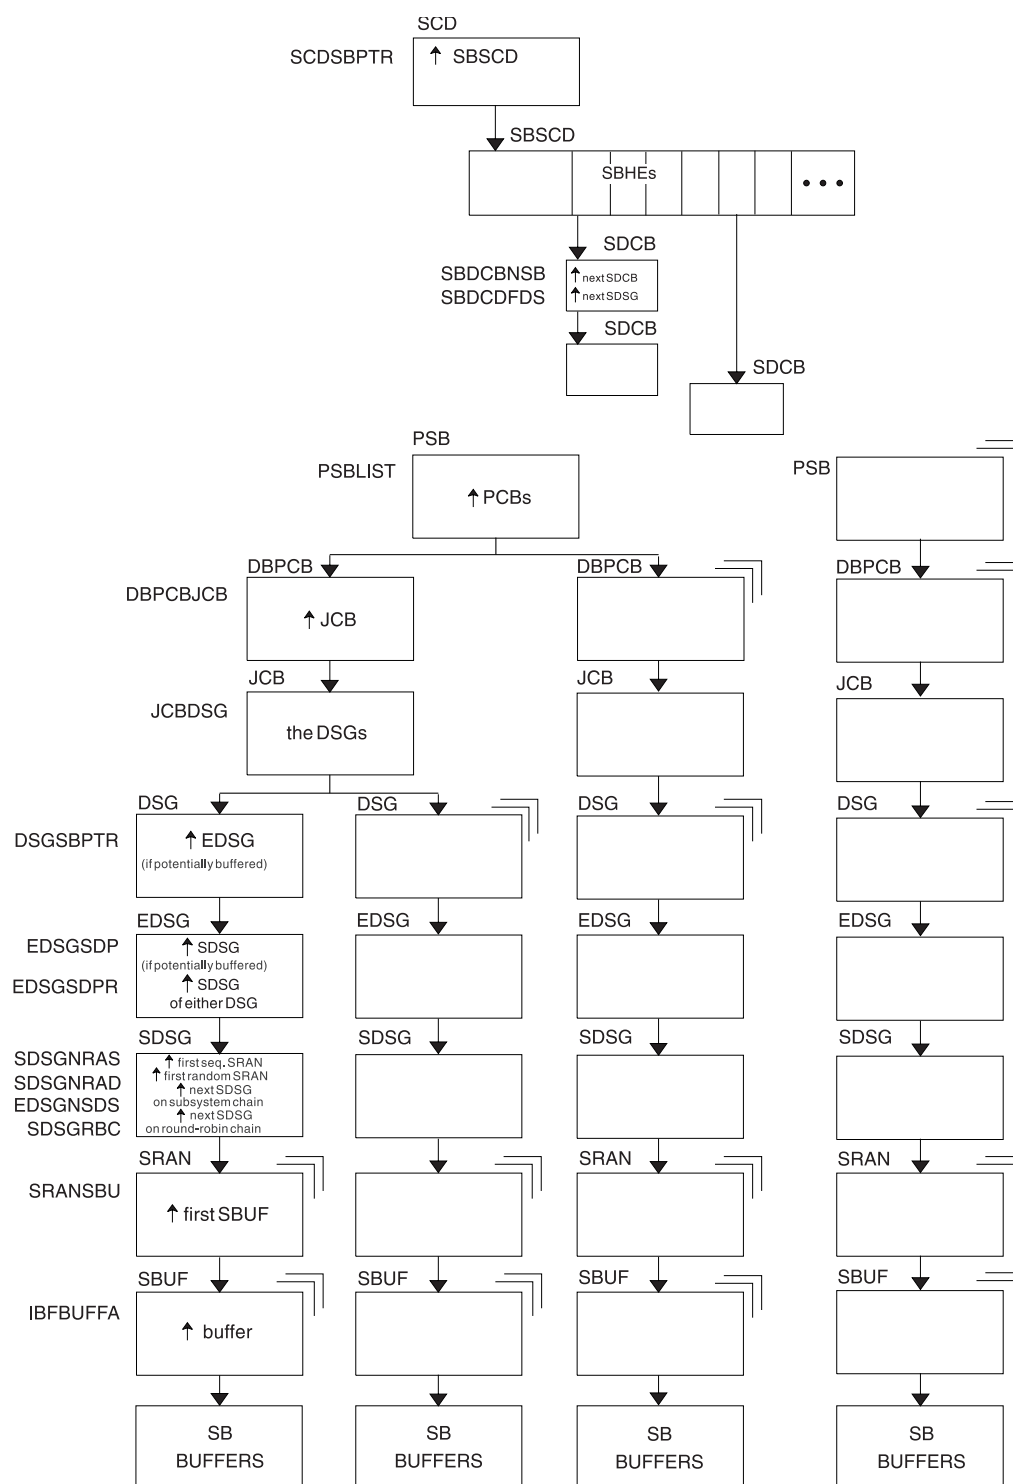 SCD
SCDSBPTR
↑ SBSCD
SBSCD
SBHEs
•••
SDCB
SBDCBNSB
↑ next SDCB
SBDCDFDS
↑ next SDSG
SDCB
SDCB
PSB
PSBLIST
↑ PCBs
PSB
DBPCB
DBPCB
DBPCB
DBPCBJCB
↑ JCB
JCB
JCB
JCB
JCBDSG
the DSGs
DSG
DSG
DSG
DSG
DSGSBPTR
↑ EDSG
(if potentially buffered)
EDSG
EDSG
EDSG
EDSG
EDSGSDP
↑ SDSG
(if potentially buffered)
EDSGSDPR
↑ SDSG
of either DSG
SDSG
SDSG
SDSG
SDSG
SDSGNRAS
↑ first seq. SRAN
SDSGNRAD
↑ first random SRAN
EDSGNSDS
↑ next SDSG
on subsystem chain
SDSGRBC
↑ next SDSG
on round-robin chain
SRAN
SRAN
SRAN
SRAN
SRANSBU
↑ first SBUF
SBUF
SBUF
SBUF
SBUF
IBFBUFFA
↑ buffer
SB
BUFFERS
SB
BUFFERS
SB
BUFFERS
SB
BUFFERS